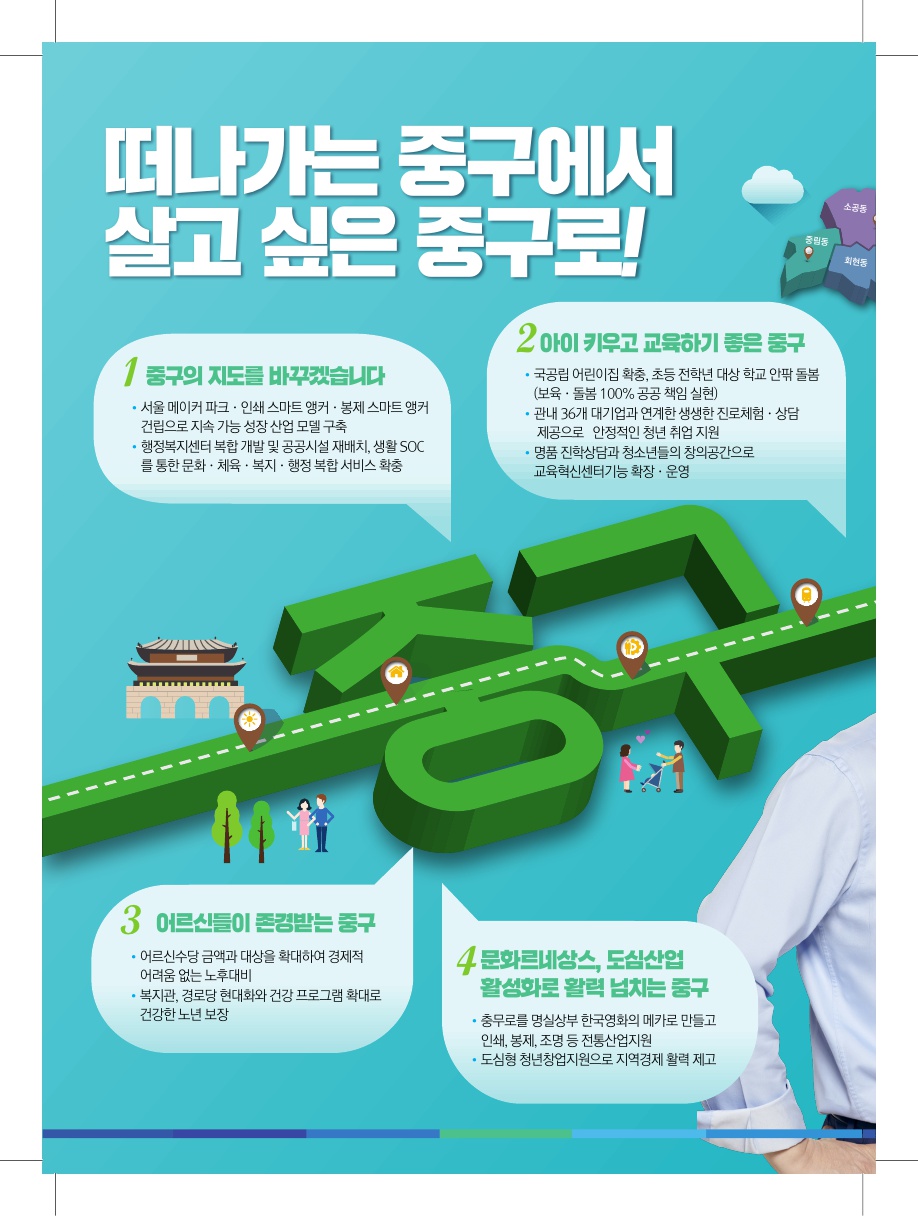 떠나가는 중구에서
살고 싶은 중구로!
소공동
중림동
회현동
1 중구의 지도를 바꾸겠습니다
• 서울 메이커 파크 · 인쇄 스마트 앵커 · 봉제 스마트 앵커
건립으로 지속 가능 성장 산업 모델 구축
• 행정복지센터 복합 개발 및 공공시설 재배치, 생활 SOC
를 통한 문화 · 체육 · 복지 · 행정 복합 서비스 확충
2 아이 키우고 교육하기 좋은 중구
• 국공립 어린이집 확충, 초등 전학년 대상 학교 안팎 돌봄
(보육 · 돌봄 100% 공공 책임 실현)
• 관내 36개 대기업과 연계한 생생한 진로체험 · 상담
제공으로 안정적인 청년 취업 지원
• 명품 진학상담과 청소년들의 창의공간으로
교육혁신센터기능 확장 · 운영
중구
3 어르신들이 존경받는 중구
• 어르신수당 금액과 대상을 확대하여 경제적
어려움 없는 노후대비
• 복지관, 경로당 현대화와 건강 프로그램 확대로
건강한 노년 보장
4 문화르네상스, 도심산업
활성화로 활력 넘치는 중구
• 충무로를 명실상부 한국영화의 메카로 만들고
인쇄, 봉제, 조명 등 전통산업지원
• 도심형 청년창업지원으로 지역경제 활력 제고